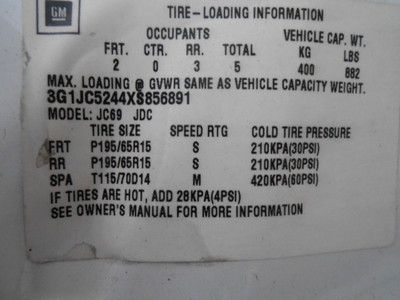 GM
TIRE-LOADING INFORMATION
OCCUPANTS VEHICLE CAP. WT.
FRT. CTR. RR. TOTAL KG LBS
2 0 3 5 400 882
MAX. LOADING @ GVWR SAME AS VEHICLE CAPACITY WEIGHT.
3G1JC5244XS856891
MODEL: JC69 JDC
TIRE SIZE SPEED RTG COLD TIRE PRESSURE
FRT P195/65R15 S 210KPA(30PSI)
RR P195/65R15 S 210KPA(30PSI)
SPA T115/70D14 M 420KPA(60PSI)
IF TIRES ARE HOT, ADD 28KPA(4PSI)
SEE OWNER'S MANUAL FOR MORE INFORMATION